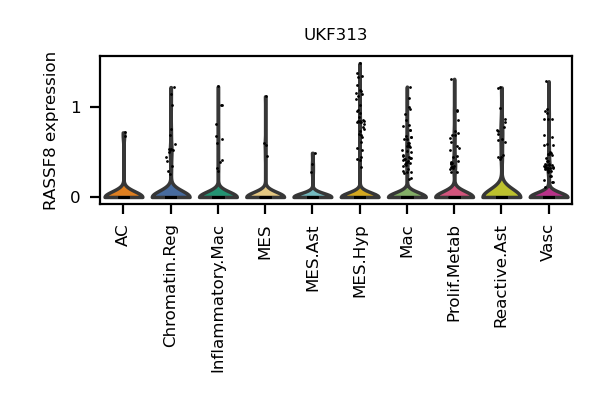 UKF313
RASSF8 expression
1
0
AC
Chromatin.Reg
Inflammatory.Mac
MES
MES.Ast
MES.Hyp
Mac
Prolif.Metab
Reactive.Ast
Vasc